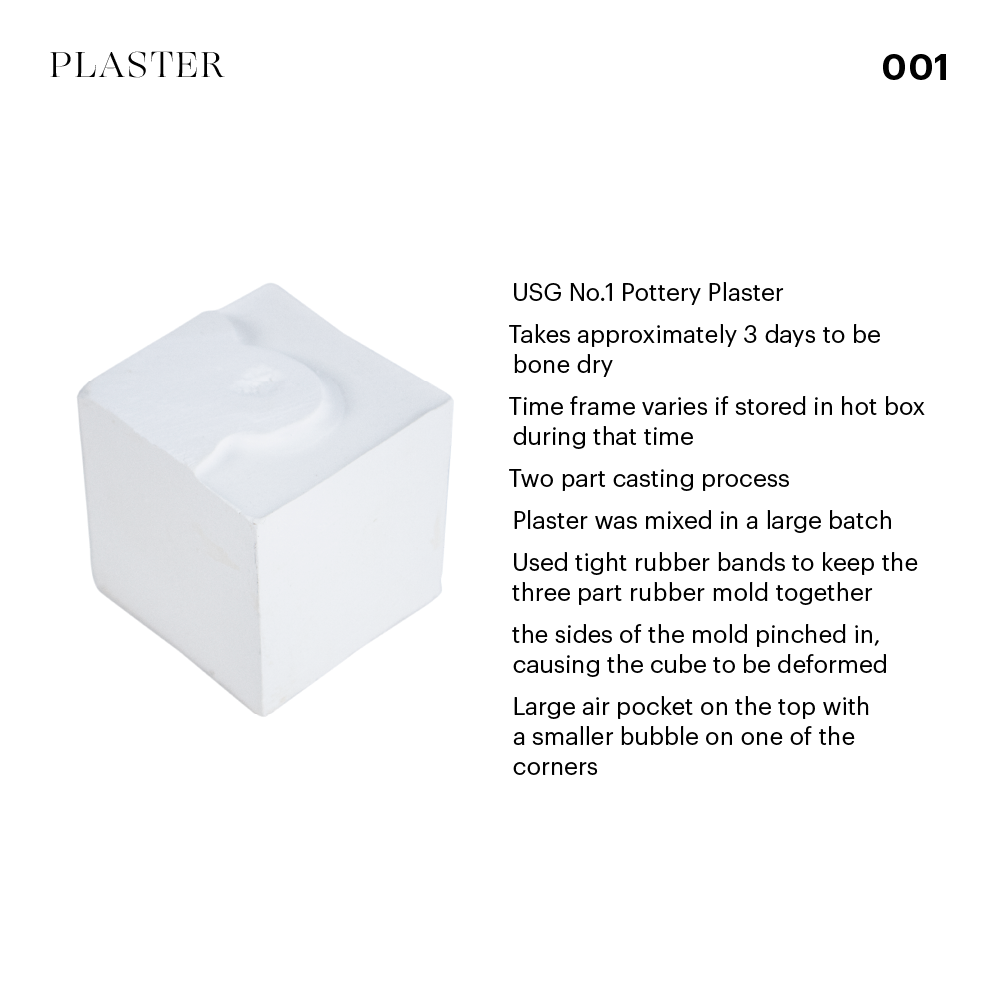 PLASTER
001
USG No.1 Pottery Plaster
Takes approximately 3 days to be
bone dry
Time frame varies if stored in hot box
during that time
Two part casting process
Plaster was mixed in a large batch
Used tight rubber bands to keep the
three part rubber mold together
the sides of the mold pinched in,
causing the cube to be deformed
Large air pocket on the top with
a smaller bubble on one of the
corners